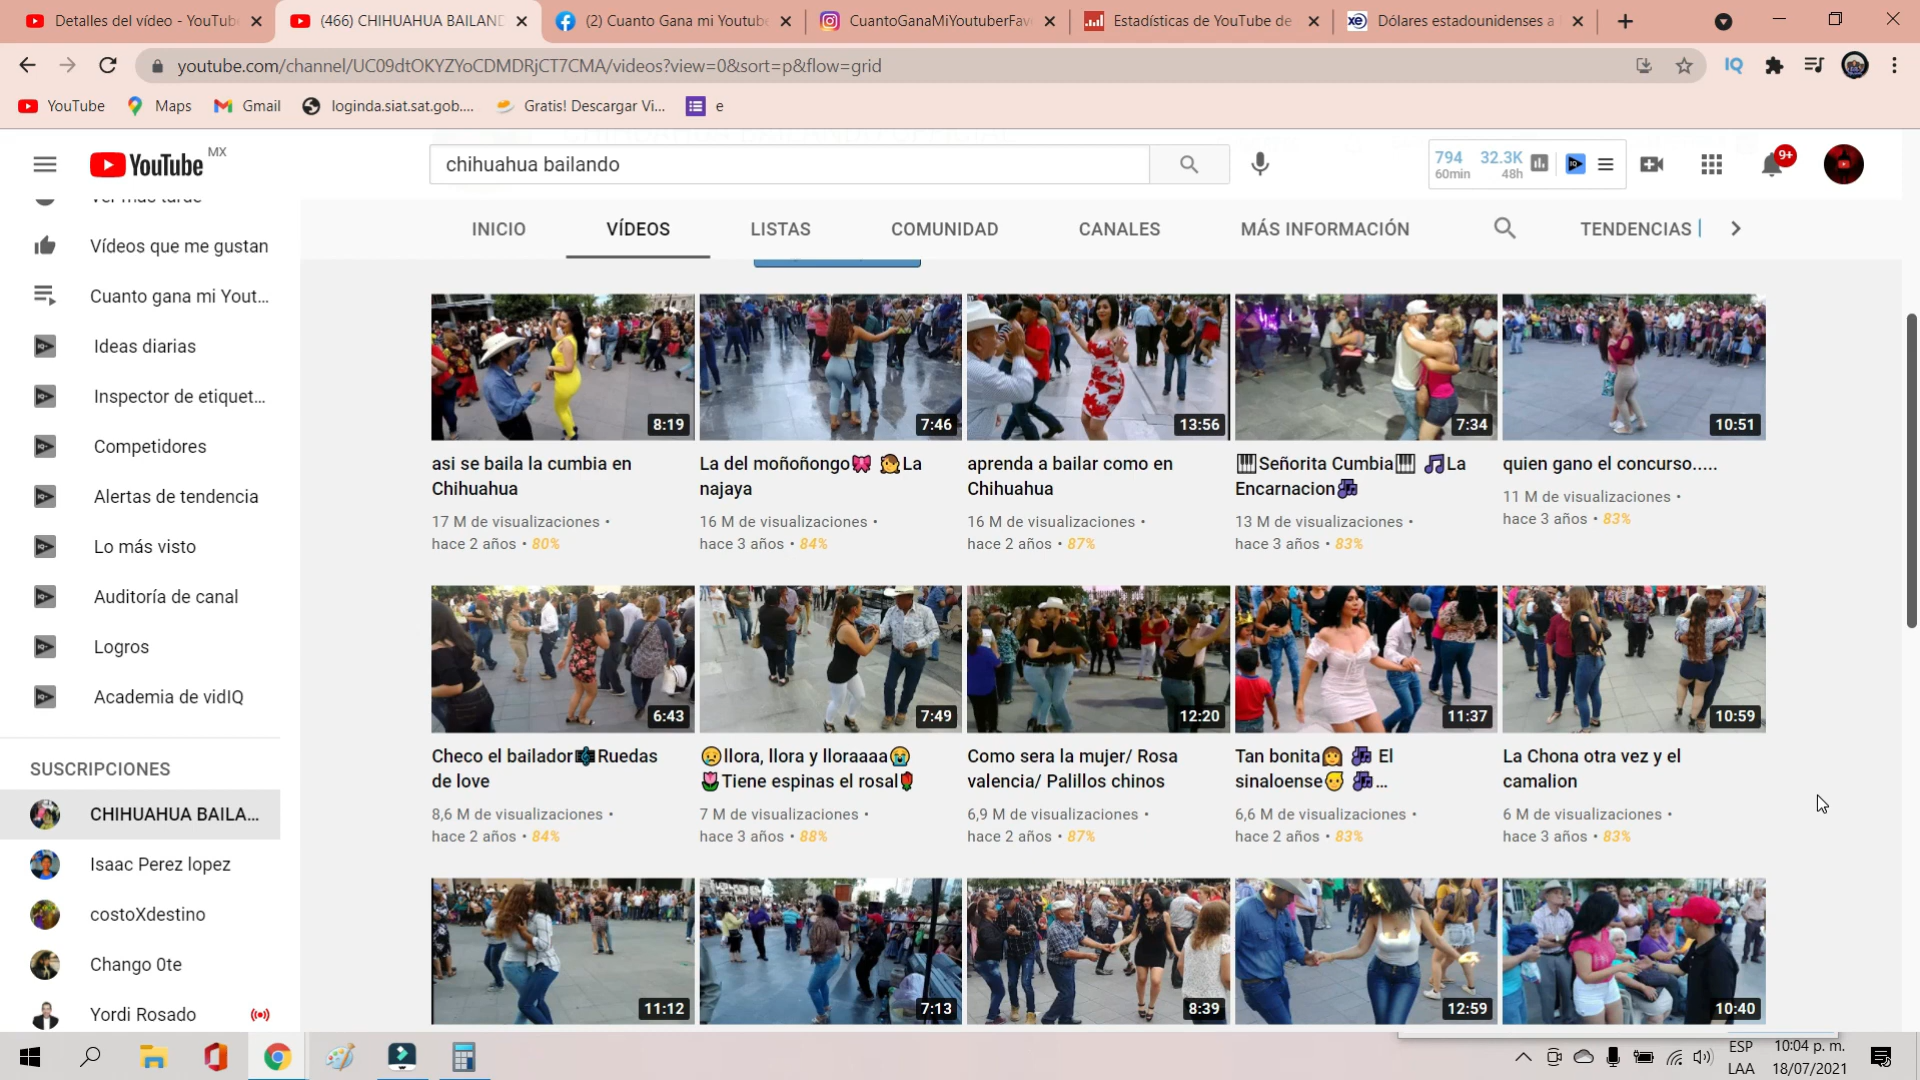 Detalles del vídeo - YouTub
(466) CHIHUAHUA BAILAND
(2) Cuanto Gana mi Youtube
CuantoGanaMiYoutuberFav
Estadísticas de YouTube de
Dólares estadounidenses a
youtube.com/channel/UC09dtOKYZYoCDMDRjCT7CMA/videos?view=0&sort=p&flow=grid
YouTube
Maps
Gmail
loginda.siat.sat.gob....
Gratis! Descargar Vi...
e
YouTube MX
chihuahua bailando
794 32.3K
60min 48h
9+
Ver más tarde
INICIO
VÍDEOS
LISTAS
COMUNIDAD
CANALES
MÁS INFORMACIÓN
TENDENCIAS
Vídeos que me gustan
Cuanto gana mi Yout...
Ideas diarias
Inspector de etiquet...
Competidores
Alertas de tendencia
Lo más visto
Auditoría de canal
Logros
Academia de vidIQ
SUSCRIPCIONES
CHIHUAHUA BAILA...
Isaac Perez lopez
costoXdestino
Chango 0te
Yordi Rosado
8:19
7:46
13:56
7:34
10:51
asi se baila la cumbia en
Chihuahua
17 M de visualizaciones •
hace 2 años • 80%
La del moñoñongo🎀 🙍La
najaya
16 M de visualizaciones •
hace 3 años • 84%
aprenda a bailar como en
Chihuahua
16 M de visualizaciones •
hace 2 años • 87%
🎹Señorita Cumbia🎹 🎵La
Encarnacion🎶
13 M de visualizaciones •
hace 3 años • 83%
quien gano el concurso.....
11 M de visualizaciones •
hace 3 años • 83%
6:43
7:49
12:20
11:37
10:59
Checo el bailador🎼Ruedas
de love
8,6 M de visualizaciones •
hace 2 años • 84%
😥llora, llora y lloraaaa😭
🌷Tiene espinas el rosal🌹
7 M de visualizaciones •
hace 3 años • 88%
Como sera la mujer/ Rosa
valencia/ Palillos chinos
6,9 M de visualizaciones •
hace 2 años • 87%
Tan bonita👩 🎶 El
sinaloense👨 🎶...
6,6 M de visualizaciones •
hace 2 años • 83%
La Chona otra vez y el
camalion
6 M de visualizaciones •
hace 3 años • 83%
11:12
7:13
8:39
12:59
10:40
ESP
LAA
10:04 p. m.
18/07/2021